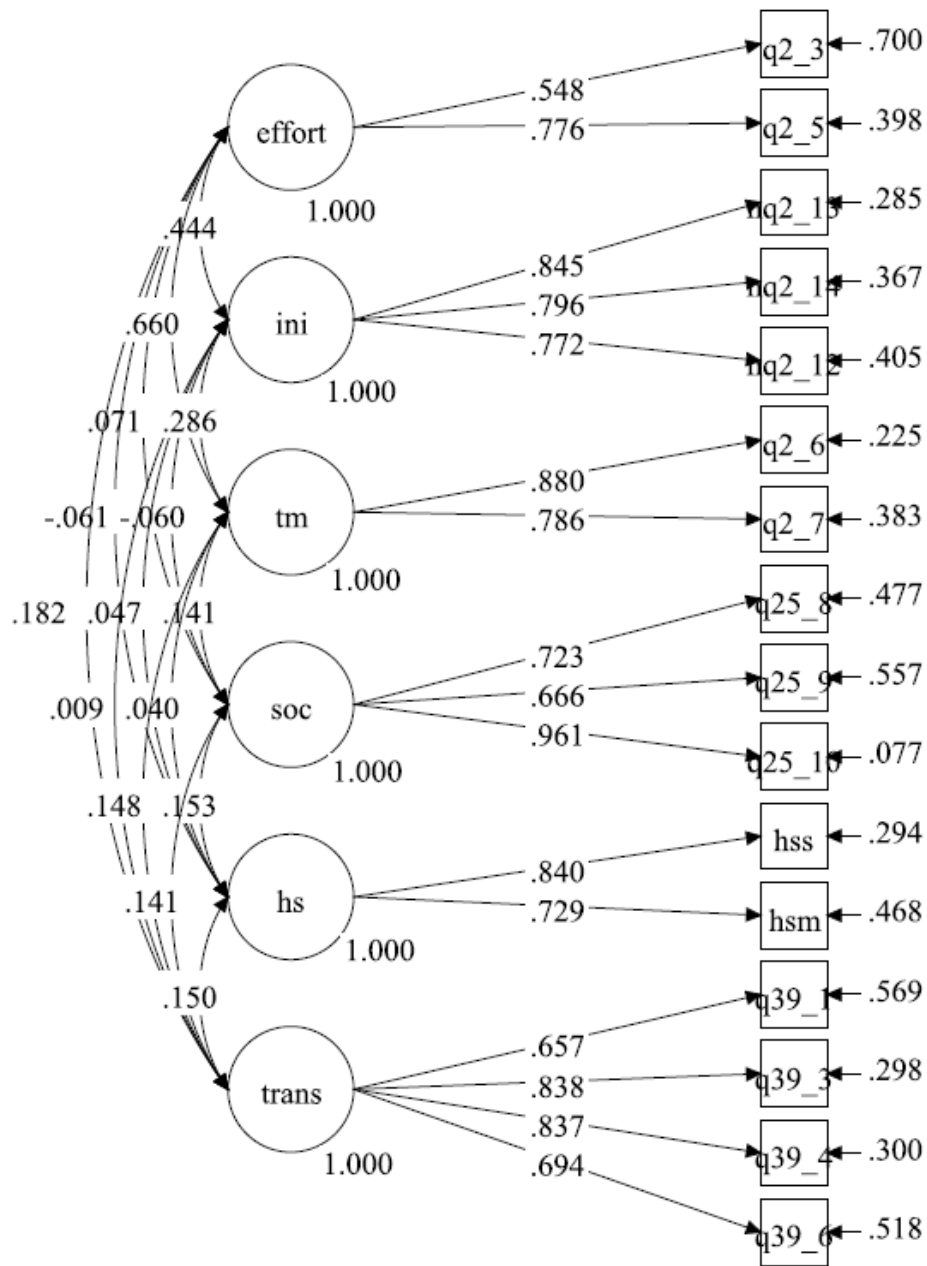 q2_3 .700
.548
q2_5 .398
effort .776
1.000
nq2_13 .285
.444
.845
nq2_14 .367
ini .796
.660
.772
nq2_12 .405
1.000
.071 .286
q2_6 .225
.880
tm
-.061 -.060
.786 q2_7 .383
1.000
q25_8 .477
.182 .047 .141
.723
q25_9 .557
.666
.009 .040 soc
.961
q25_10 .077
1.000
.148 .153
hss .294
.840
hs
.141
.729 hsm .468
1.000
q39_1 .569
.150
.657
q39_3 .298
trans .838
.837
q39_4 .300
1.000
.694
q39_6 .518